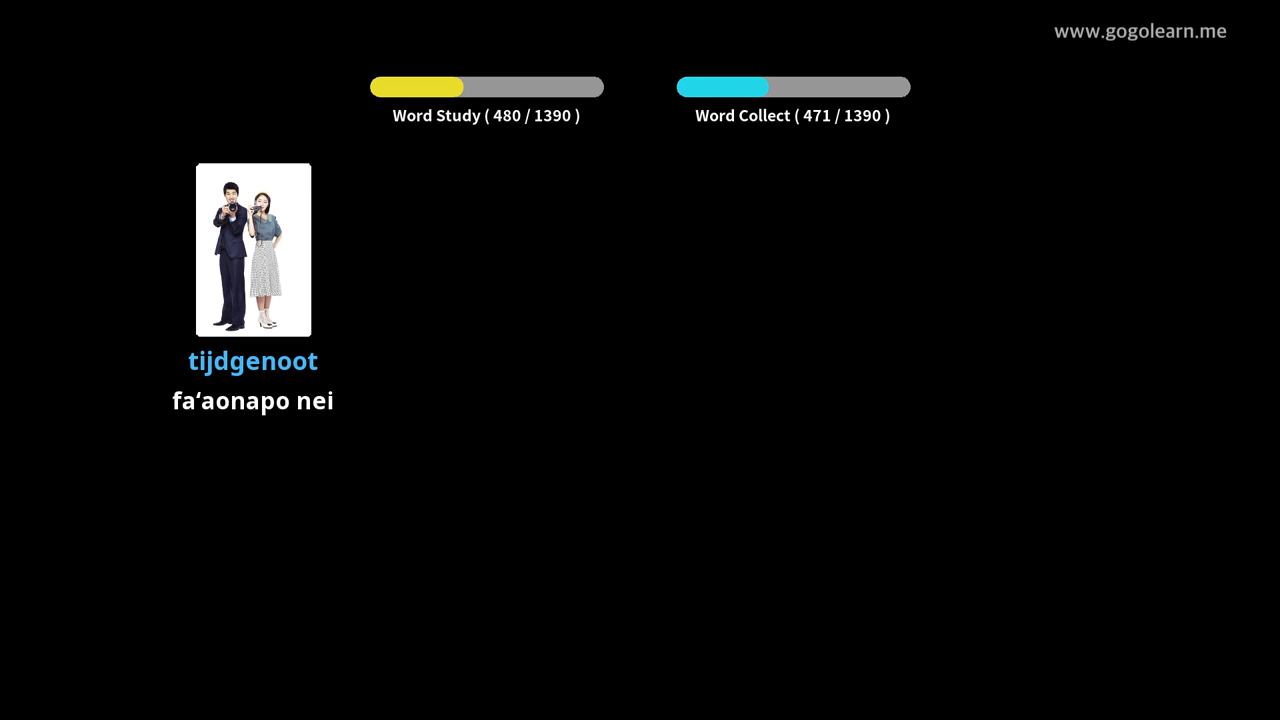 www.gogolearn.me
Word Study ( 480 / 1390 )
Word Collect ( 471 / 1390 )
tijdgenoot
fa‘aonapo nei